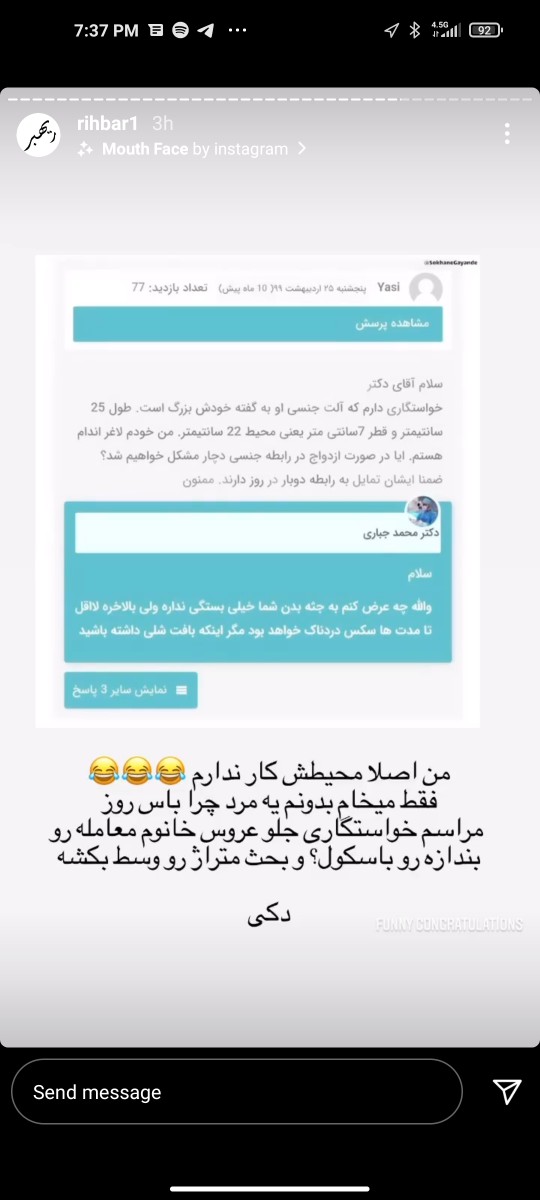 7:37 PM
4.5G
92
rihbar1 3h
Mouth Face by instagram
@SokhaneGayande
Yasi پنجشنبه ۲۵ اردیبهشت ۹۹( 10 ماه پیش) تعداد بازدید: 77
مشاهده پرسش
سلام آقای دکتر
خواستگاری دارم که آلت جنسی او به گفته خودش بزرگ است. طول 25
سانتیمتر و قطر 7سانتی متر یعنی محیط 22 سانتیمتر. من خودم لاغر اندام
هستم. ایا در صورت ازدواج در رابطه جنسی دچار مشکل خواهیم شد؟
ضمنا ایشان تمایل به رابطه دوبار در روز دارند. ممنون
دکتر محمد جباری
سلام
والله چه عرض کنم به جثه بدن شما خیلی بستگی نداره ولی بالاخره لااقل
تا مدت ها سکس دردناک خواهد بود مگر اینکه بافت شلی داشته باشید
نمایش سایر 3 پاسخ
من اصلا محیطش کار ندارم 😂😂😂
فقط میخام بدونم یه مرد چرا باس روز
مراسم خواستگاری جلو عروس خانوم معامله رو
بندازه رو باسکول؟ و بحث متراژ رو وسط بکشه
دکی
FUNNY CONGRATULATIONS
Send message